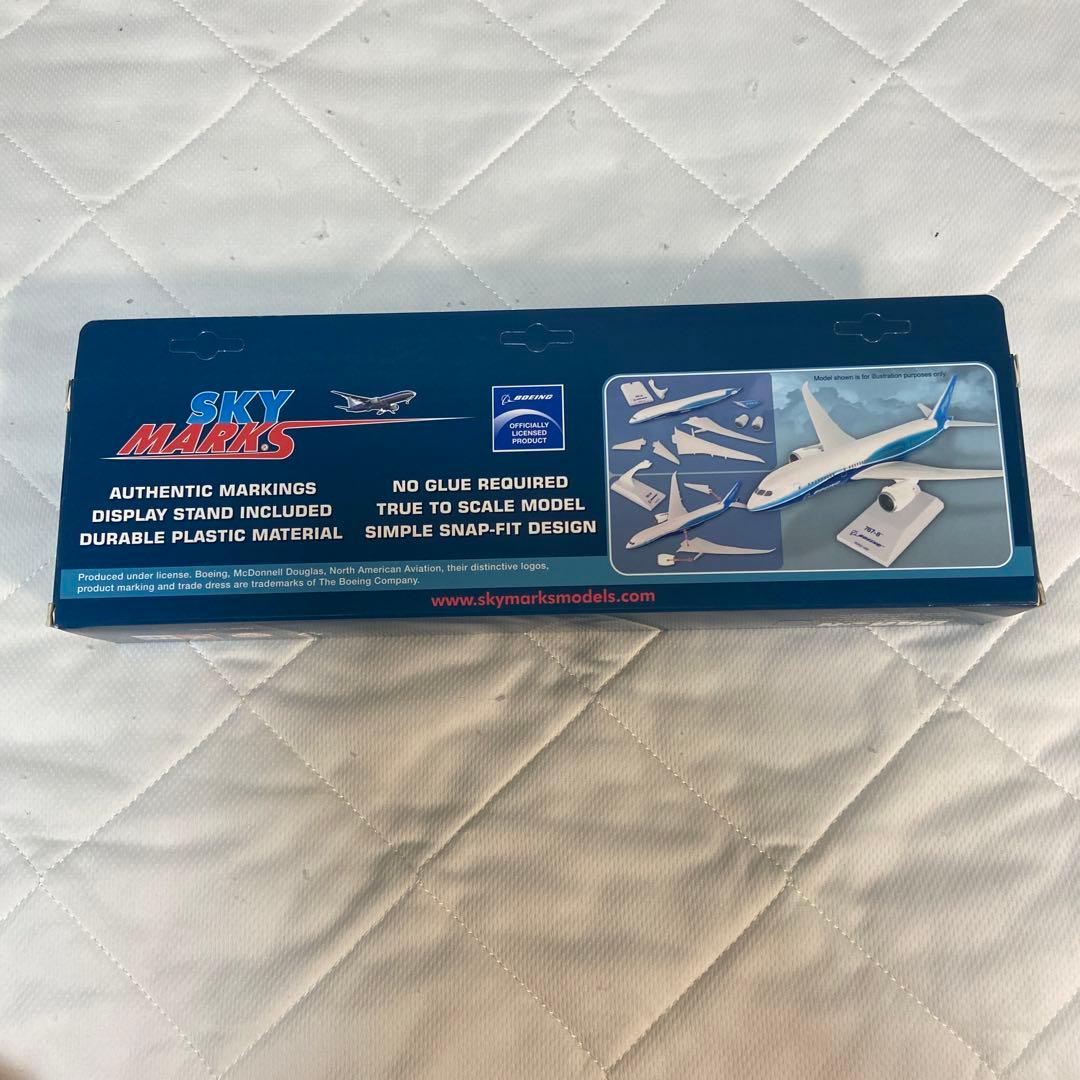 SKY
MARKS
BOEING
OFFICIALLY
LICENSED
PRODUCT
AUTHENTIC MARKINGS
DISPLAY STAND INCLUDED
DURABLE PLASTIC MATERIAL
NO GLUE REQUIRED
TRUE TO SCALE MODEL
SIMPLE SNAP-FIT DESIGN
Model shown is for illustration purposes only.
787-8
BOEING
Produced under license. Boeing, McDonnell Douglas, North American Aviation, their distinctive logos,
product marking and trade dress are trademarks of The Boeing Company.
www.skymarksmodels.com